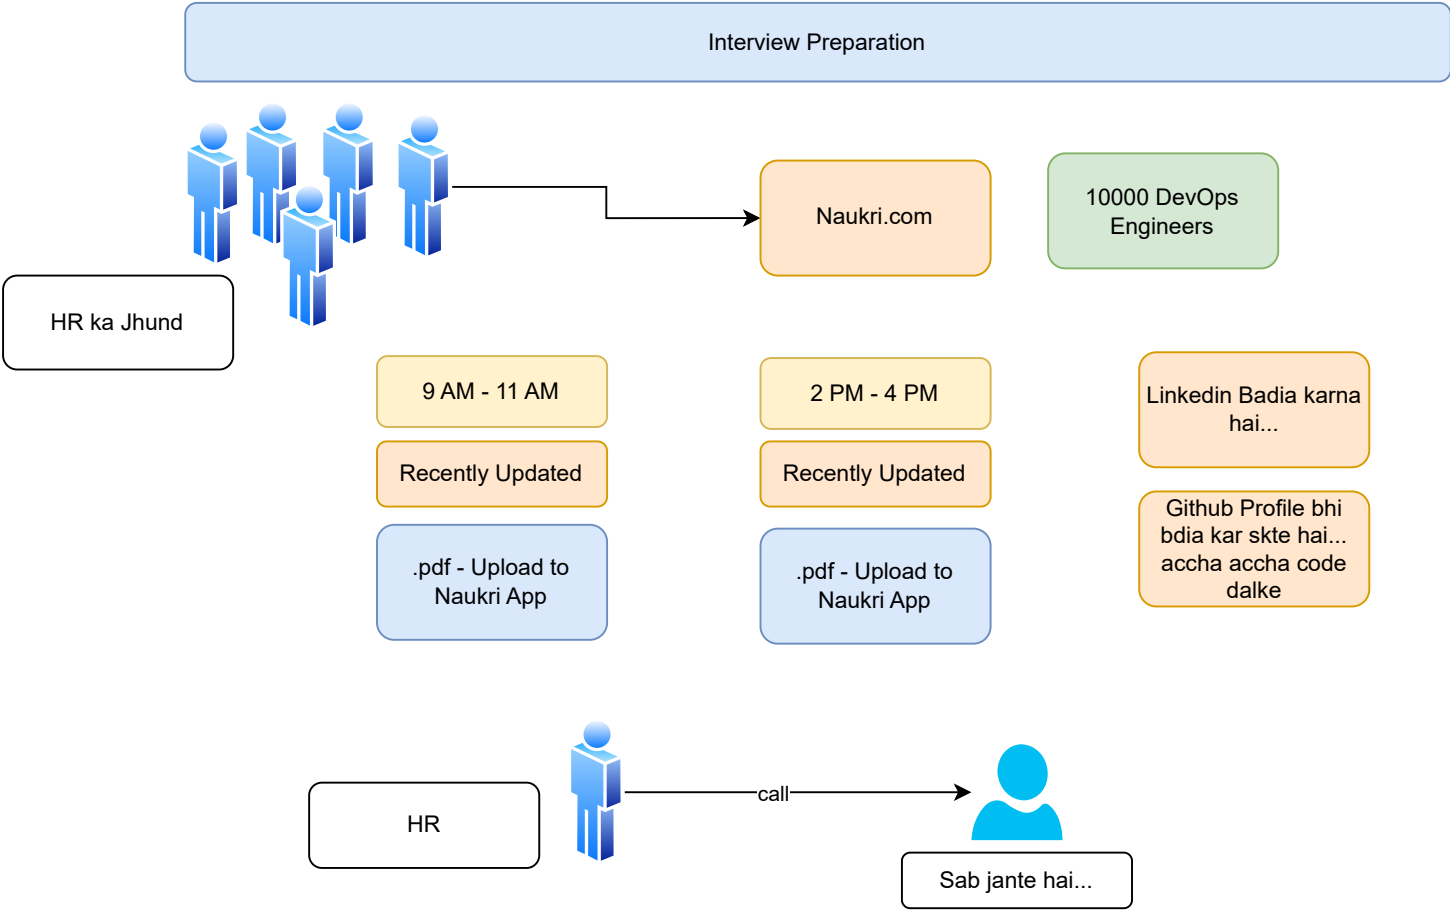 Interview Preparation
Naukri.com
10000 DevOps
Engineers
HR ka Jhund
9 AM - 11 AM
2 PM - 4 PM
Linkedin Badia karna
hai...
Recently Updated
Recently Updated
.pdf - Upload to
Naukri App
.pdf - Upload to
Naukri App
Github Profile bhi
bdia kar skte hai...
accha accha code
dalke
HR
call
Sab jante hai...